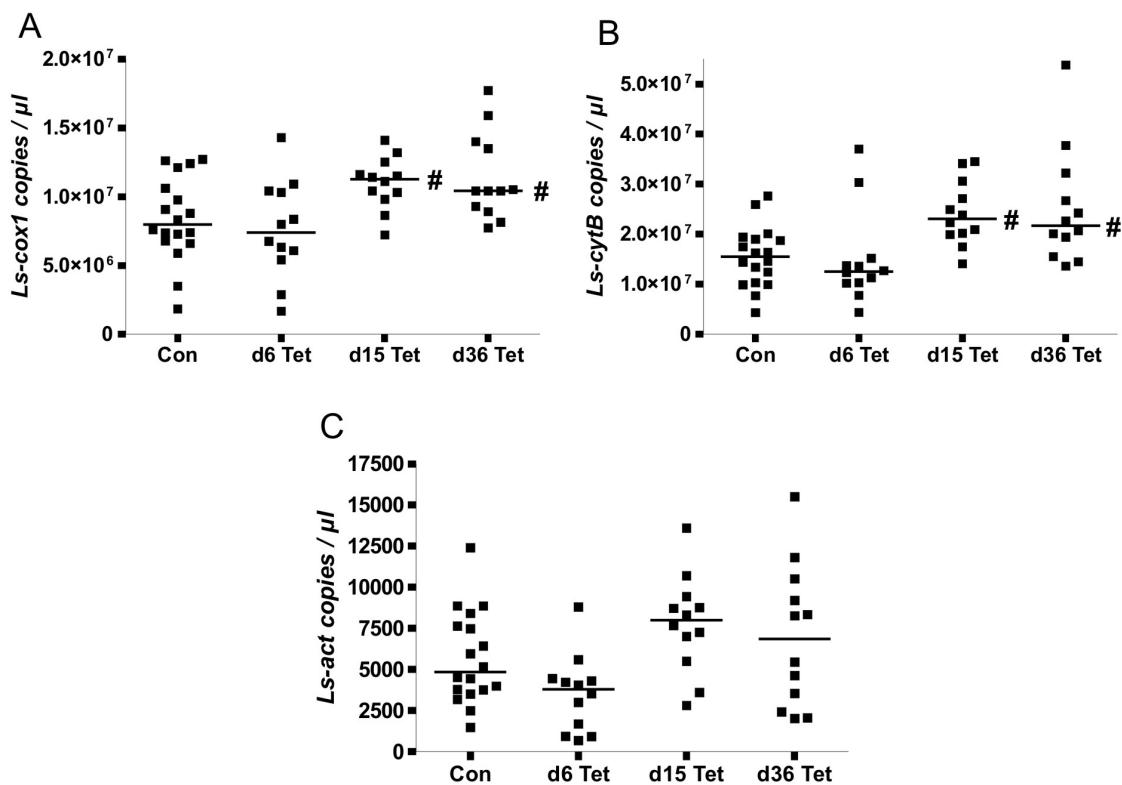 A
Ls-cox1 copies / µl
2.0×10⁷
1.5×10⁷
1.0×10⁷
5.0×10⁶
0
#
#
Con d6 Tet d15 Tet d36 Tet
B
Ls-cytB copies / µl
5.0×10⁷
4.0×10⁷
3.0×10⁷
2.0×10⁷
1.0×10⁷
0
#
#
Con d6 Tet d15 Tet d36 Tet
C
Ls-act copies / µl
17500
15000
12500
10000
7500
5000
2500
0
Con d6 Tet d15 Tet d36 Tet